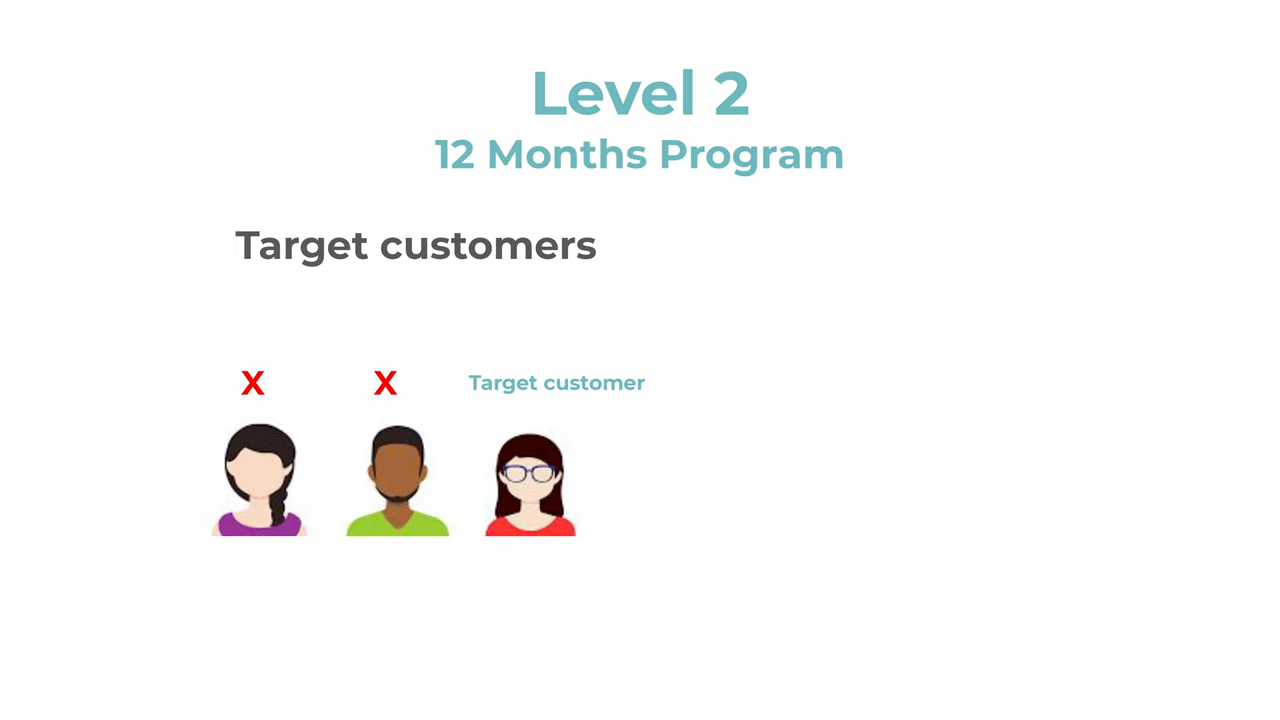 Level 2
12 Months Program
Target customers
X X Target customer